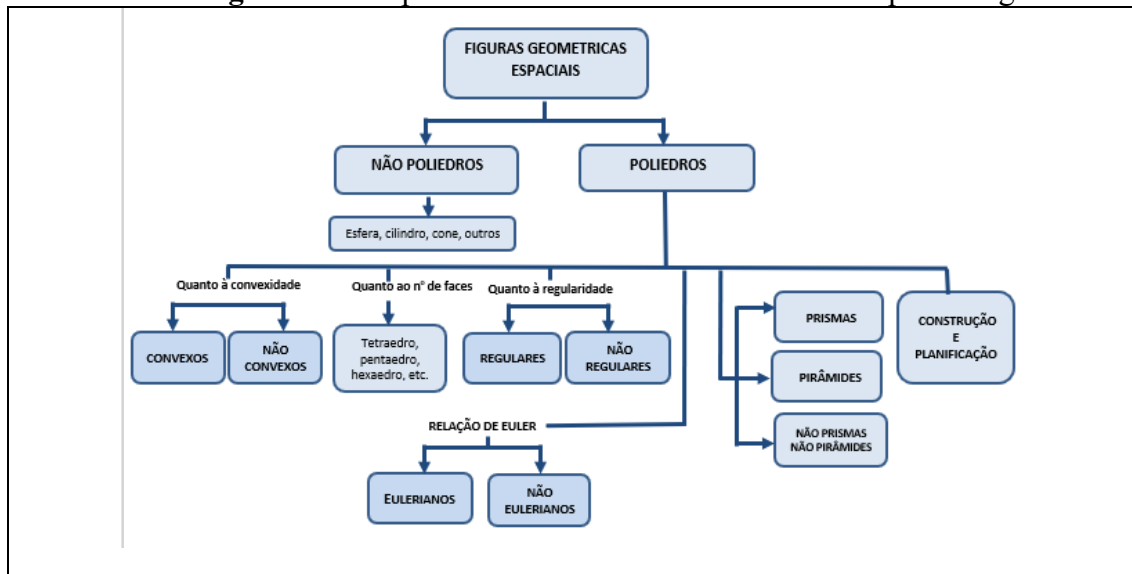 FIGURAS GEOMETRICAS
ESPACIAIS
NÃO POLIEDROS
POLIEDROS
Esfera, cilindro, cone, outros
Quanto à convexidade
Quanto ao n° de faces
Quanto à regularidade
CONVEXOS
NÃO
CONVEXOS
Tetraedro,
pentaedro,
hexaedro, etc.
REGULARES
NÃO
REGULARES
PRISMAS
PIRÂMIDES
NÃO PRISMAS
NÃO PIRÂMIDES
CONSTRUÇÃO
E
PLANIFICAÇÃO
RELAÇÃO DE EULER
EULERIANOS
NÃO
EULERIANOS